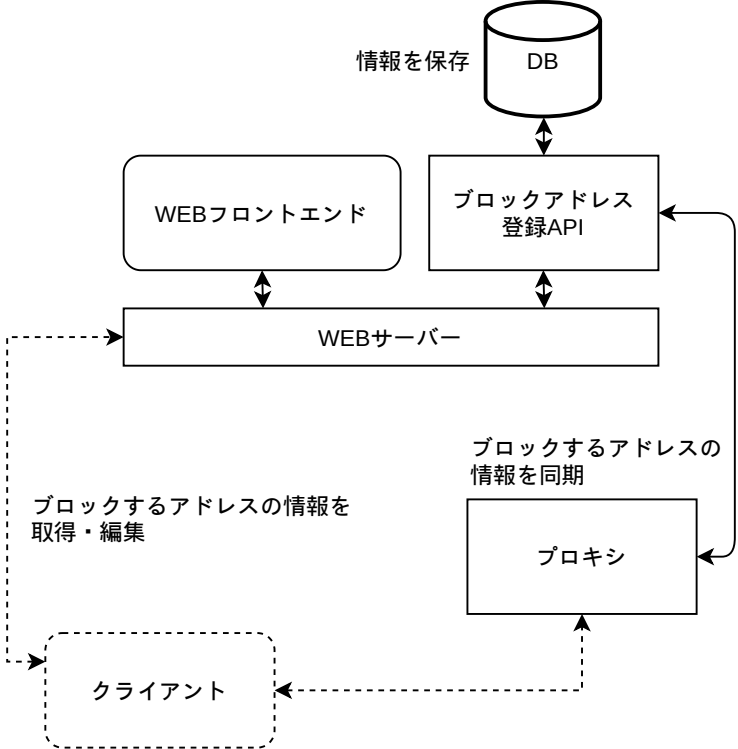 情報を保存
DB
WEBフロントエンド
ブロックアドレス
登録API
WEBサーバー
ブロックするアドレスの
情報を同期
ブロックするアドレスの情報を
取得・編集
プロキシ
クライアント